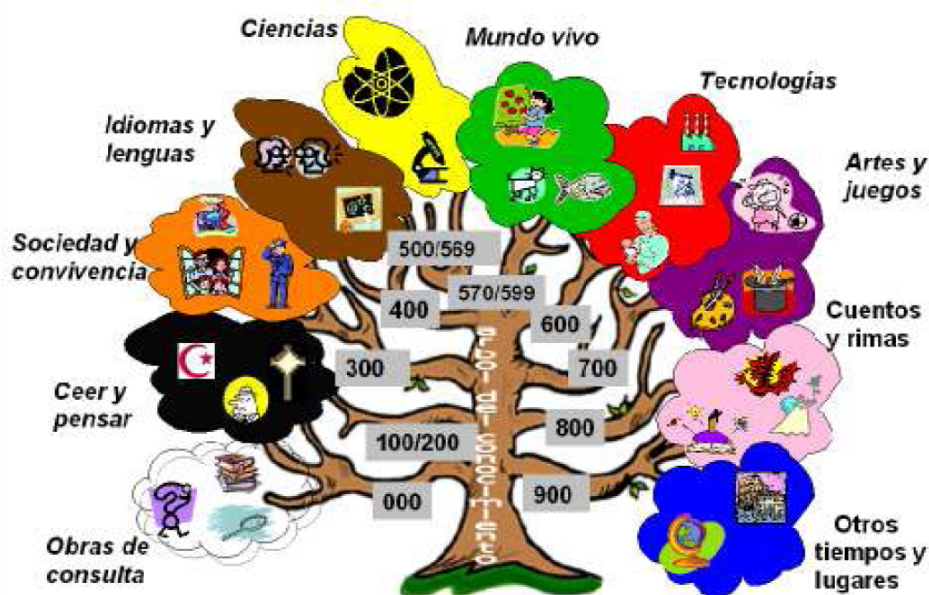 Ciencias
Mundo vivo
Tecnologías
Idiomas y
lenguas
Artes y
juegos
Sociedad y
convivencia
500/569
570/599
400
600
Cuentos
y rimas
300
700
Ceer y
pensar
100/200
800
000
900
Obras de
consulta
Otros
tiempos y
lugares
arbol del conocimiento